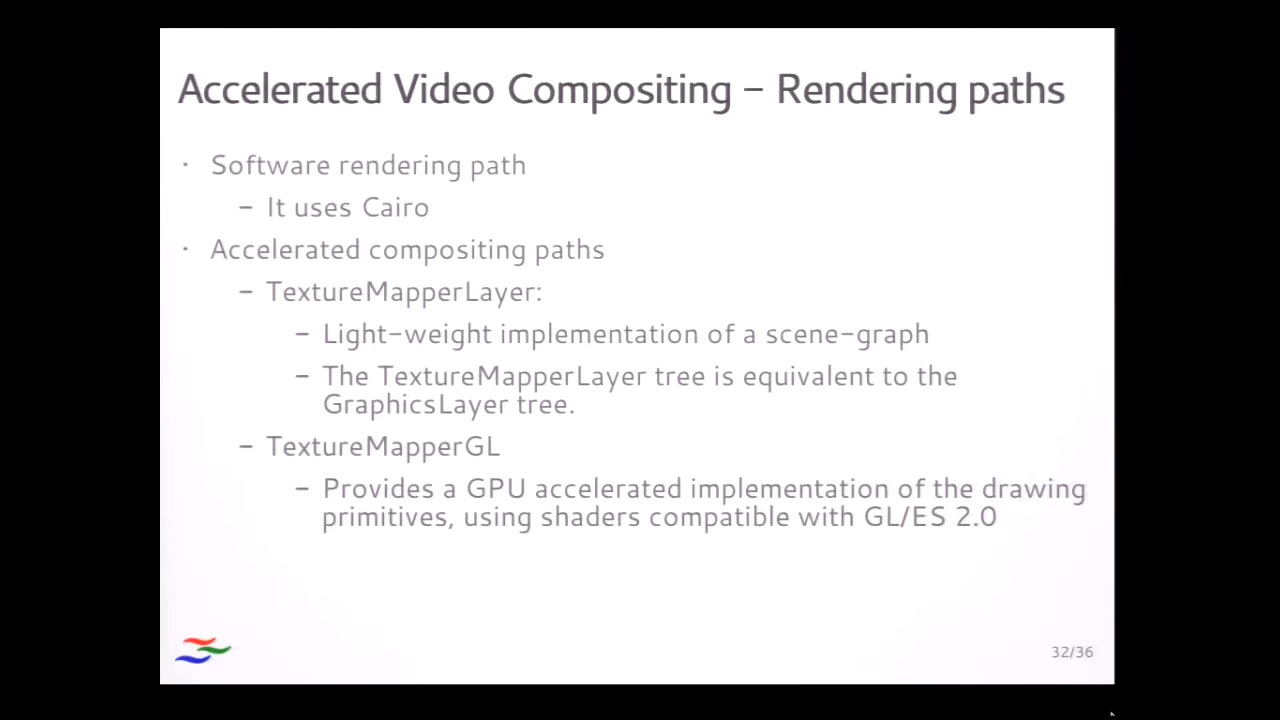 Accelerated Video Compositing – Rendering paths
· Software rendering path
– It uses Cairo
· Accelerated compositing paths
– TextureMapperLayer:
– Light-weight implementation of a scene-graph
– The TextureMapperLayer tree is equivalent to the
GraphicsLayer tree.
– TextureMapperGL
– Provides a GPU accelerated implementation of the drawing
primitives, using shaders compatible with GL/ES 2.0
32/36